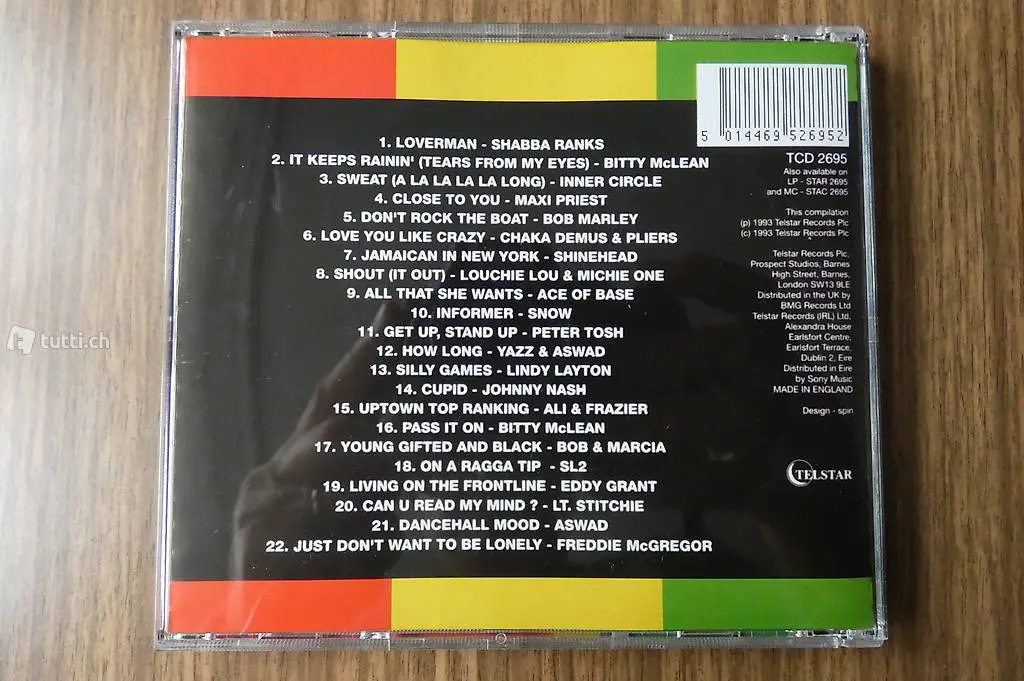 5 014469 526952
1. LOVERMAN - SHABBA RANKS
2. IT KEEPS RAININ' (TEARS FROM MY EYES) - BITTY McLEAN
3. SWEAT (A LA LA LA LA LONG) - INNER CIRCLE
4. CLOSE TO YOU - MAXI PRIEST
5. DON'T ROCK THE BOAT - BOB MARLEY
6. LOVE YOU LIKE CRAZY - CHAKA DEMUS & PLIERS
7. JAMAICAN IN NEW YORK - SHINEHEAD
8. SHOUT (IT OUT) - LOUCHIE LOU & MICHIE ONE
9. ALL THAT SHE WANTS - ACE OF BASE
10. INFORMER - SNOW
11. GET UP, STAND UP - PETER TOSH
12. HOW LONG - YAZZ & ASWAD
13. SILLY GAMES - LINDY LAYTON
14. CUPID - JOHNNY NASH
15. UPTOWN TOP RANKING - ALI & FRAZIER
16. PASS IT ON - BITTY McLEAN
17. YOUNG GIFTED AND BLACK - BOB & MARCIA
18. ON A RAGGA TIP - SL2
19. LIVING ON THE FRONTLINE - EDDY GRANT
20. CAN U READ MY MIND ? - LT. STITCHIE
21. DANCEHALL MOOD - ASWAD
22. JUST DON'T WANT TO BE LONELY - FREDDIE McGREGOR
TCD 2695
Also available on
LP - STAR 2695
and MC - STAC 2695
This compilation
(p) 1993 Telstar Records Plc
(c) 1993 Telstar Records Plc
Telstar Records Plc,
Prospect Studios, Barnes
High Street, Barnes,
London SW13 9LE
Distributed in the UK by
BMG Records Ltd
Telstar Records (IRL) Ltd,
Alexandra House
Earlsfort Centre,
Earlsfort Terrace,
Dublin 2, Eire
Distributed in Eire
by Sony Music
MADE IN ENGLAND
Design - spin
TELSTAR
tutti.ch